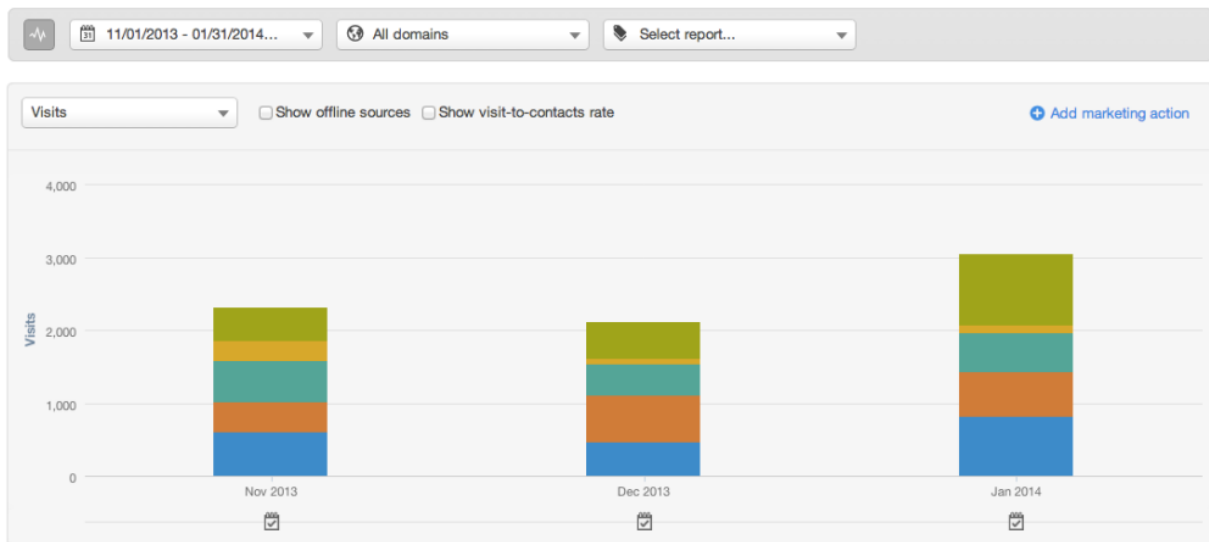 31 11/01/2013 - 01/31/2014...
All domains
Select report...
Visits
Show offline sources
Show visit-to-contacts rate
Add marketing action
4,000
3,000
2,000
1,000
0
Visits
Nov 2013
Dec 2013
Jan 2014